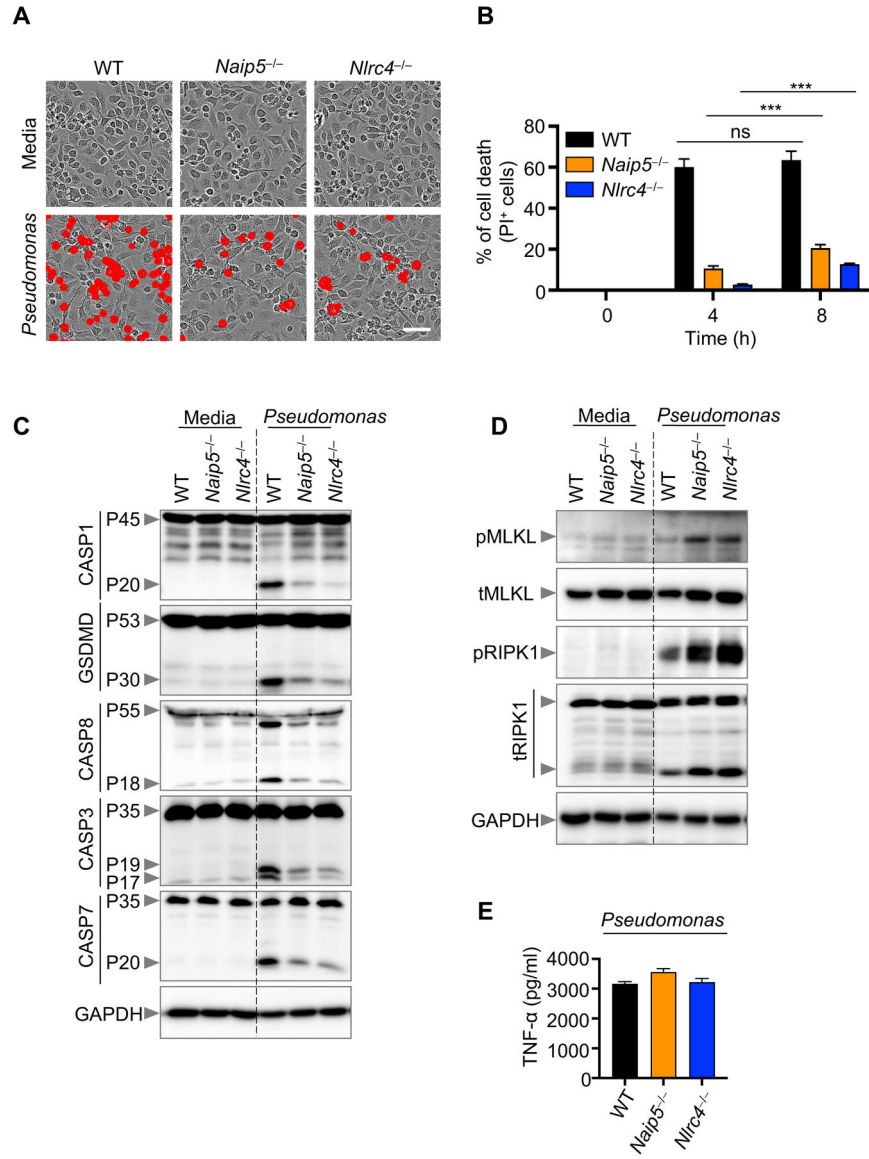 A
WT
Naip5–/–
Nlrc4–/–
Media
Pseudomonas
B
% of cell death
(PI+ cells)
80
60
40
20
0
WT
Naip5–/–
Nlrc4–/–
ns
***
***
0
4
8
Time (h)
C
Media
Pseudomonas
WT
Naip5–/–
Nlrc4–/–
WT
Naip5–/–
Nlrc4–/–
CASP1
P45
P20
GSDMD
P53
P30
CASP8
P55
P18
CASP3
P35
P19
P17
CASP7
P35
P20
GAPDH
D
Media
Pseudomonas
WT
Naip5–/–
Nlrc4–/–
WT
Naip5–/–
Nlrc4–/–
pMLKL
tMLKL
pRIPK1
tRIPK1
GAPDH
E
Pseudomonas
TNF-α (pg/ml)
4000
3000
2000
1000
0
WT
Naip5–/–
Nlrc4–/–